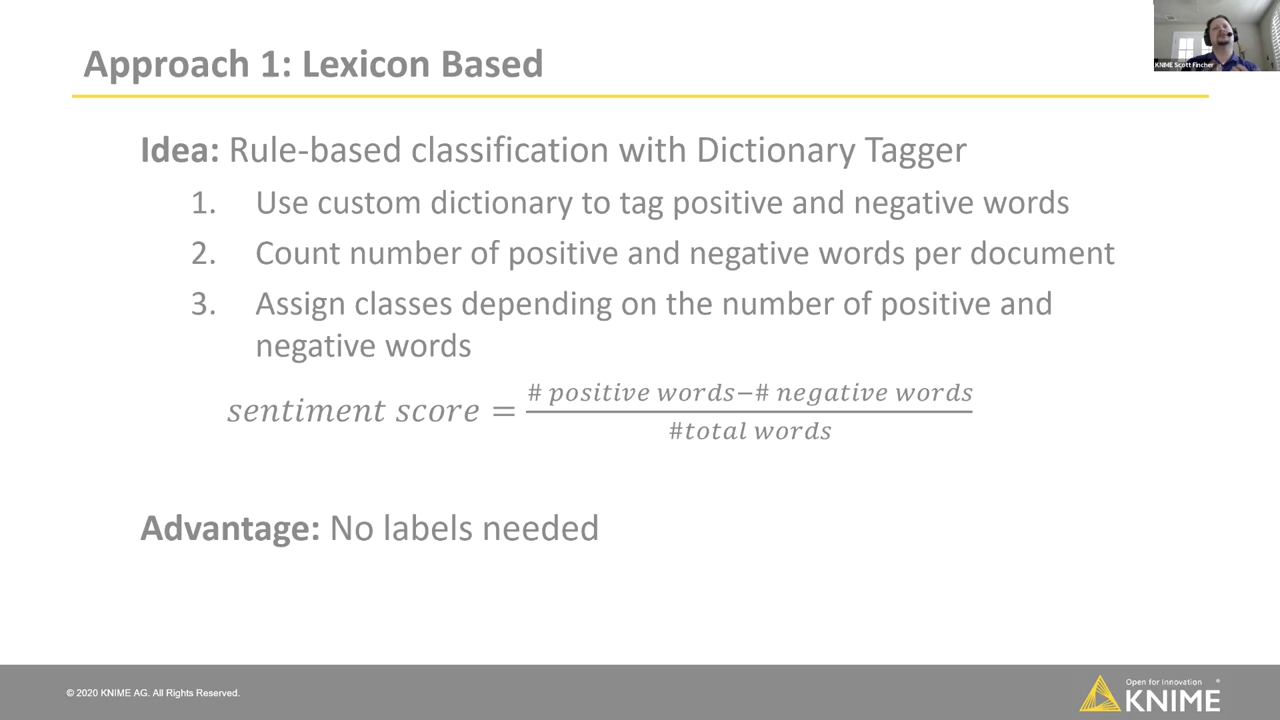 KNIME Scott Fincher
Approach 1: Lexicon Based
Idea: Rule-based classification with Dictionary Tagger
1. Use custom dictionary to tag positive and negative words
2. Count number of positive and negative words per document
3. Assign classes depending on the number of positive and
negative words
sentiment score = # positive words−# negative words / #total words
Advantage: No labels needed
© 2020 KNIME AG. All Rights Reserved.
Open for Innovation ®
KNIME